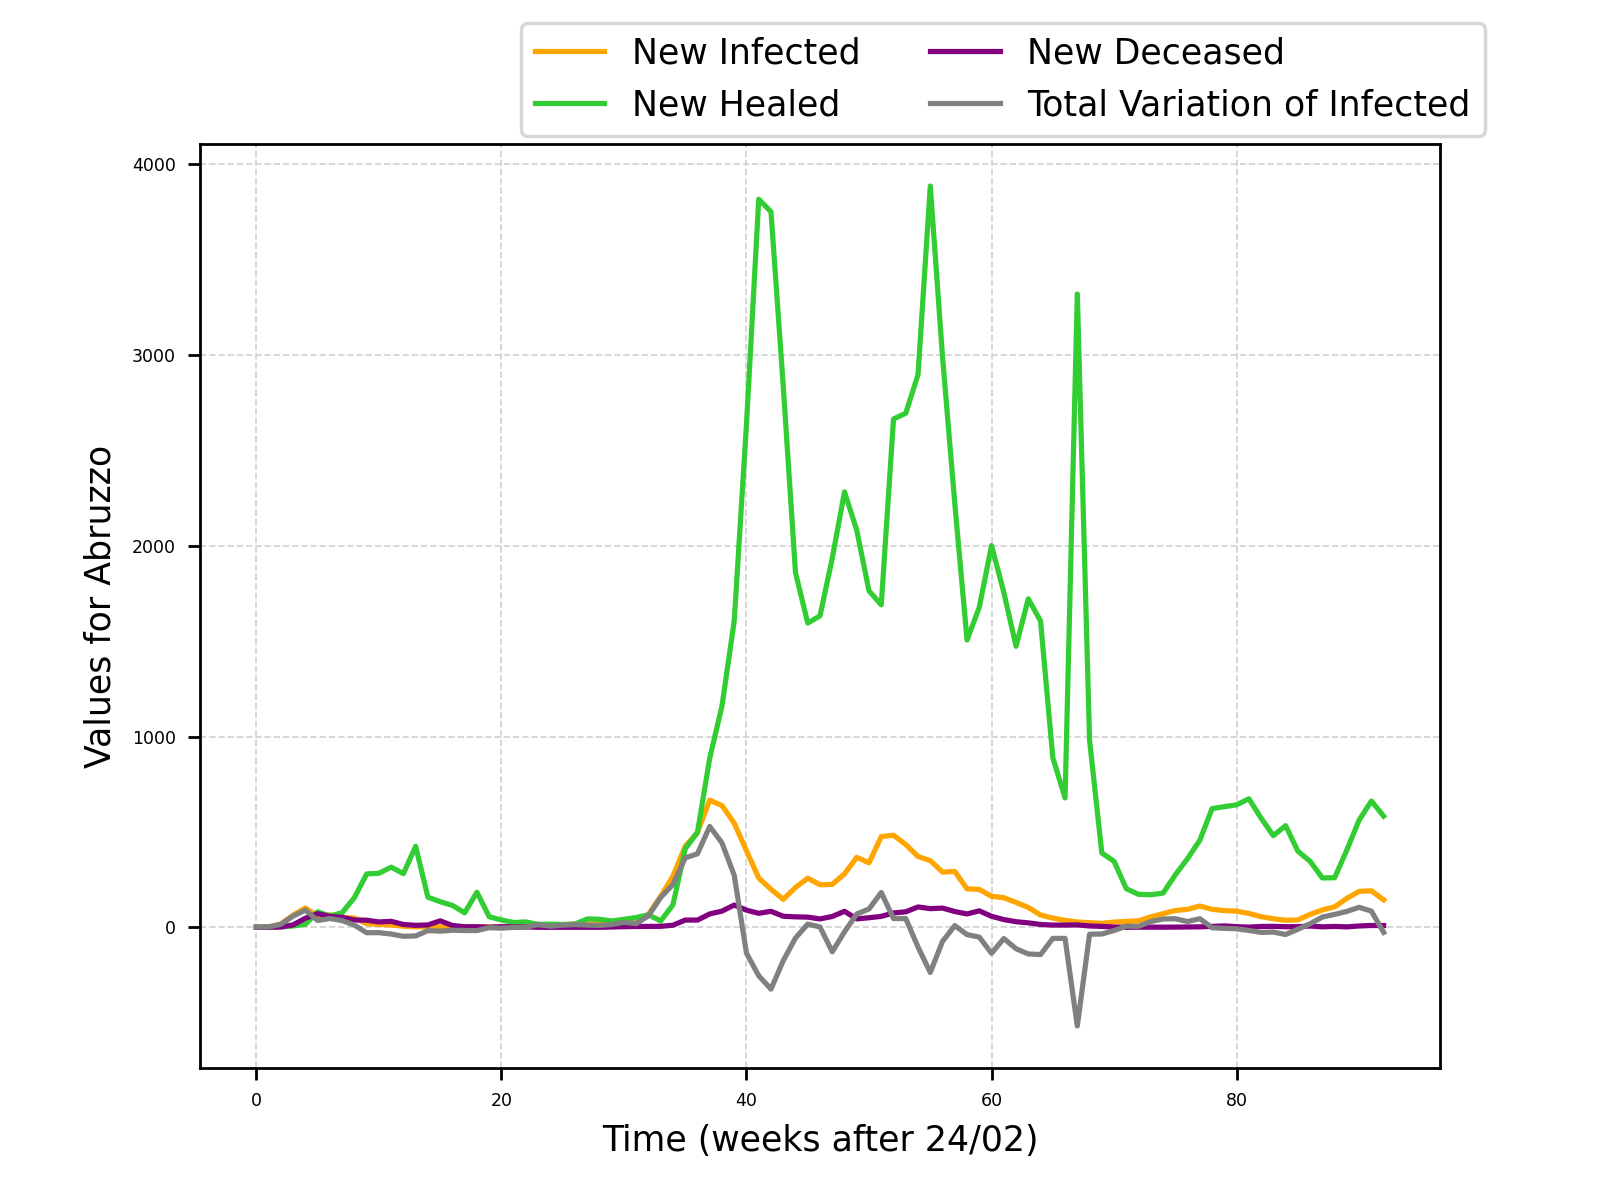 New Infected
New Healed
New Deceased
Total Variation of Infected
4000
3000
2000
1000
0
Values for Abruzzo
0 20 40 60 80
Time (weeks after 24/02)